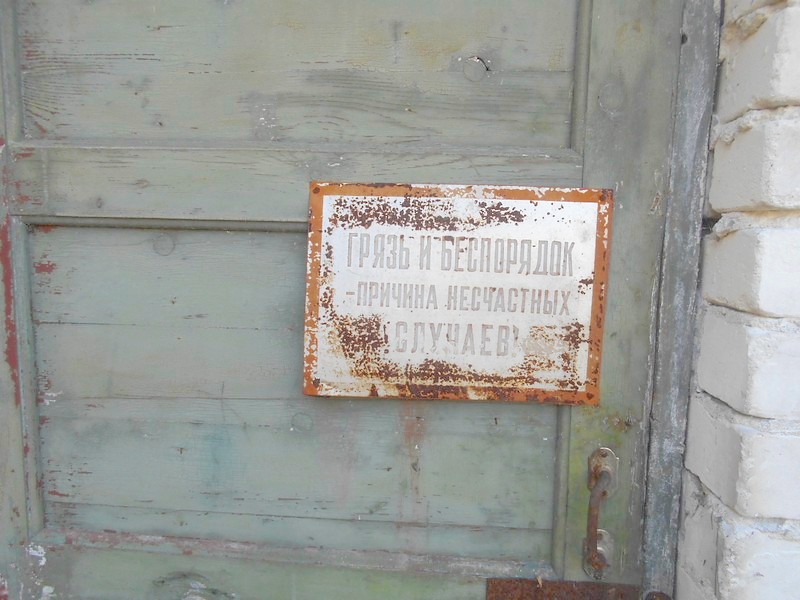 ГРЯЗЬ И БЕСПОРЯДОК
-ПРИЧИНА НЕСЧАСТНЫХ
СЛУЧАЕВ!